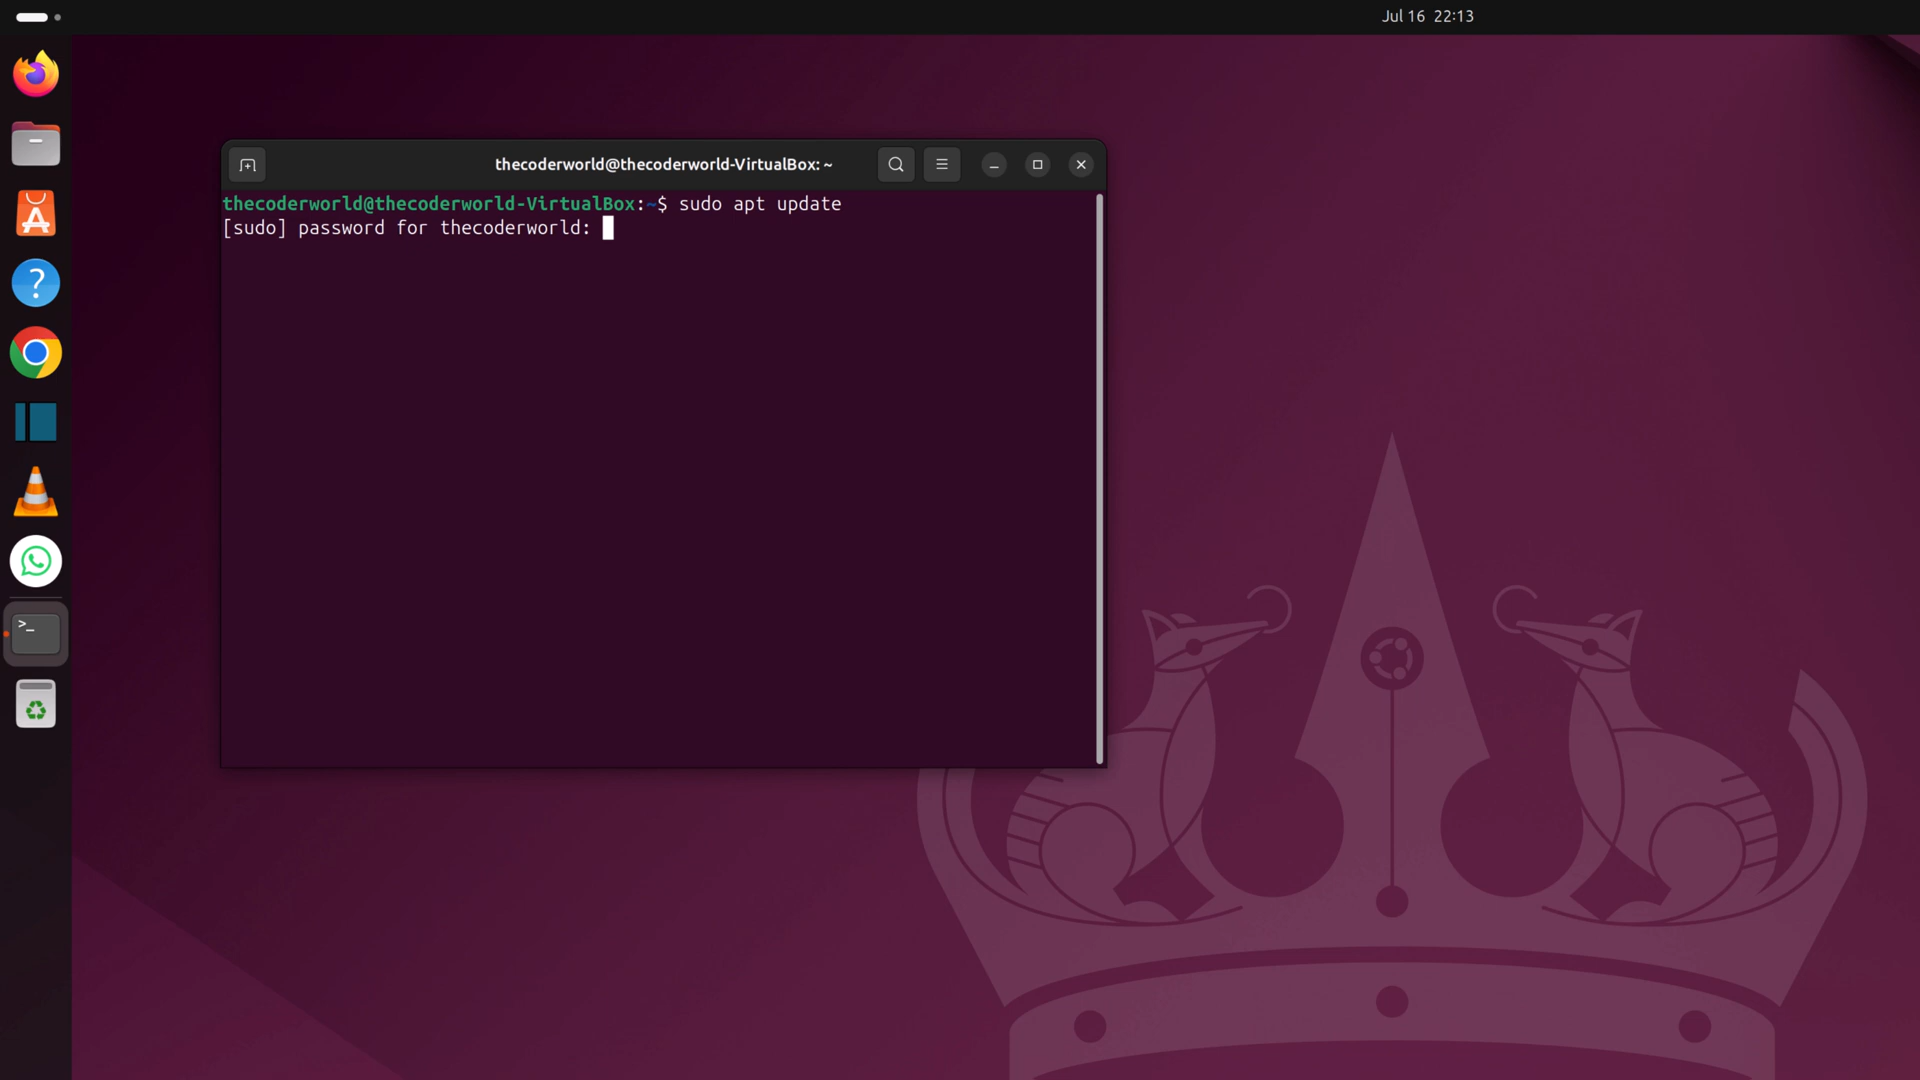 Jul 16 22:13
thecoderworld@thecoderworld-VirtualBox: ~
thecoderworld@thecoderworld-VirtualBox:~$ sudo apt update
[sudo] password for thecoderworld: